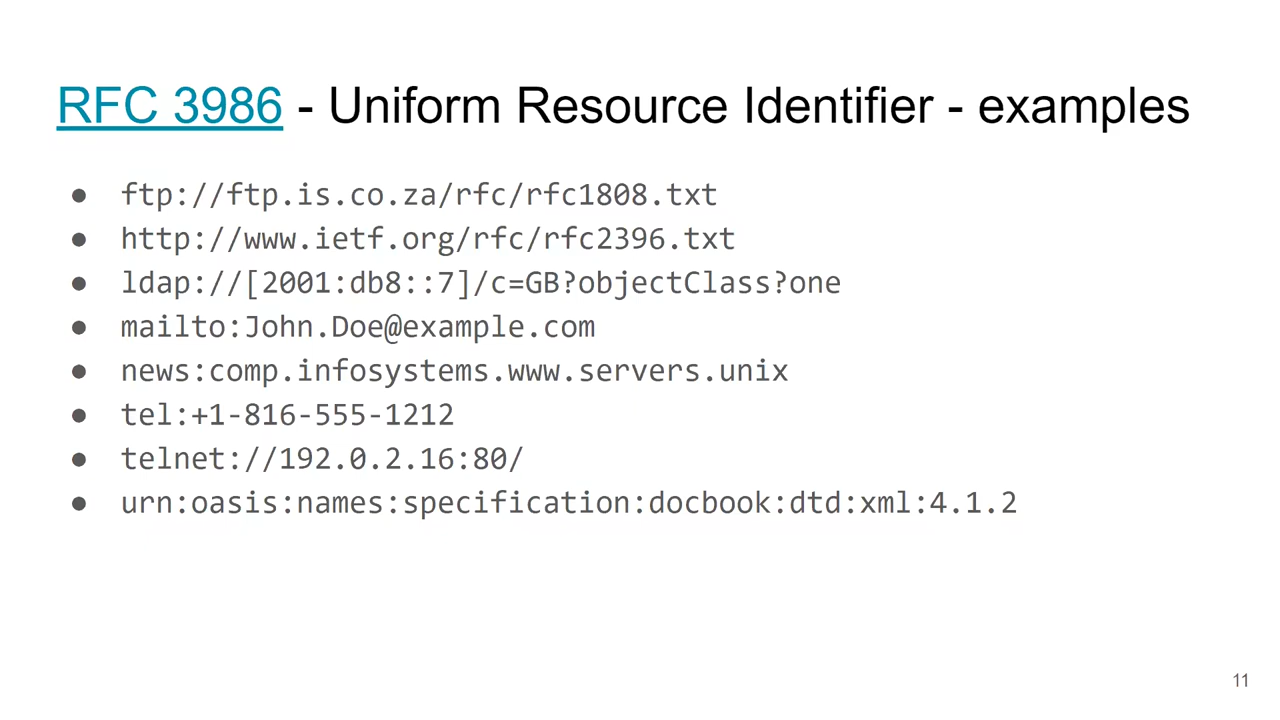 RFC 3986 - Uniform Resource Identifier - examples
● ftp://ftp.is.co.za/rfc/rfc1808.txt
● http://www.ietf.org/rfc/rfc2396.txt
● ldap://[2001:db8::7]/c=GB?objectClass?one
● mailto:John.Doe@example.com
● news:comp.infosystems.www.servers.unix
● tel:+1-816-555-1212
● telnet://192.0.2.16:80/
● urn:oasis:names:specification:docbook:dtd:xml:4.1.2
11